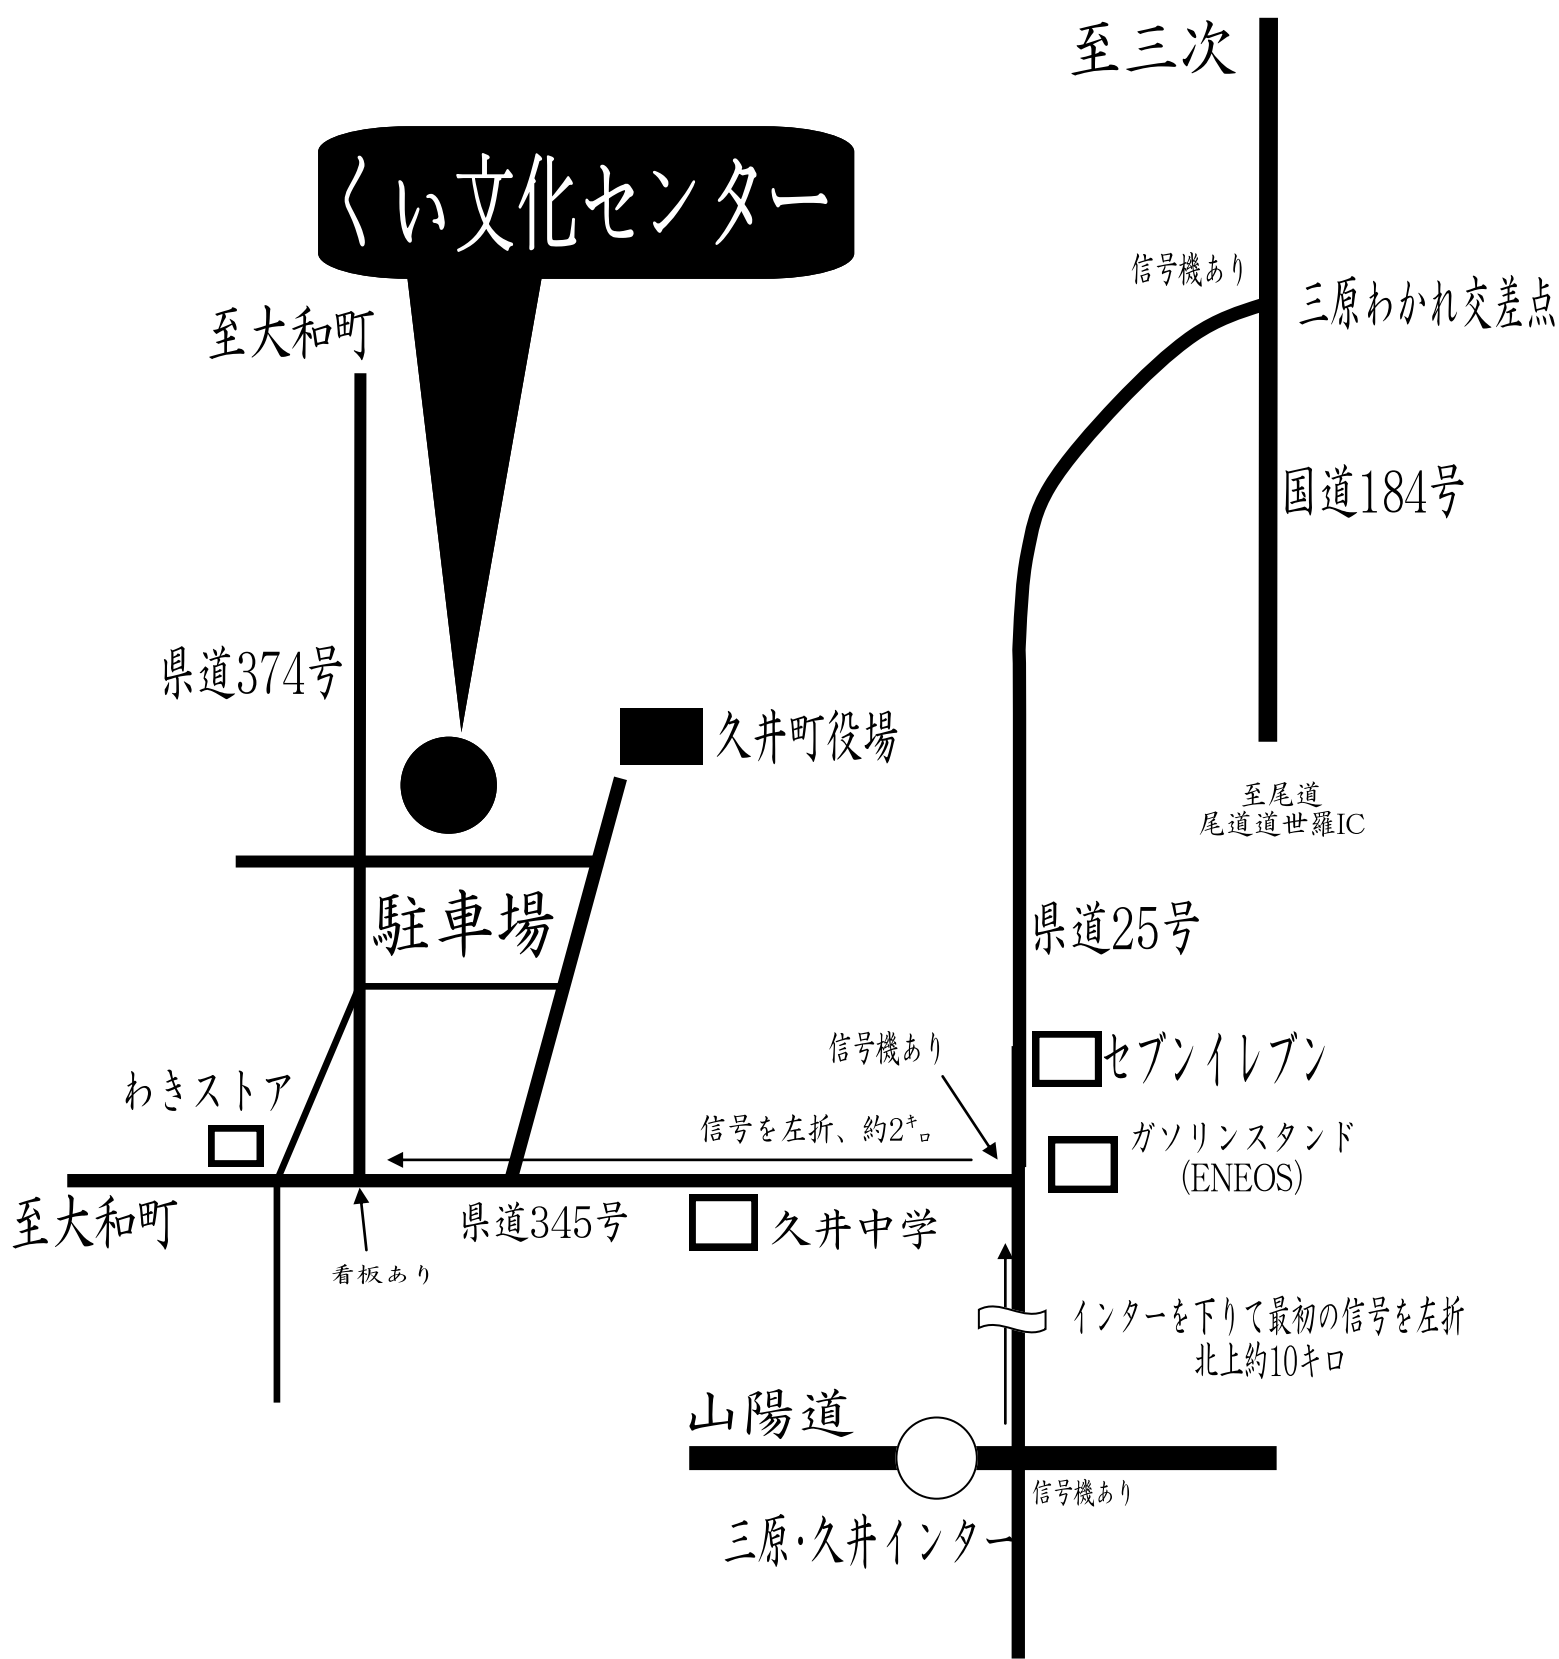 至三次
くい文化センター
信号機あり
三原わかれ交差点
至大和町
国道184号
県道374号
久井町役場
至尾道
尾道道世羅IC
駐車場
県道25号
信号機あり
セブンイレブン
わきストア
信号を左折、約2㌔
ガソリンスタンド
(ENEOS)
至大和町
県道345号
久井中学
看板あり
インターを下りて最初の信号を左折
北上約10キロ
山陽道
信号機あり
三原・久井インター